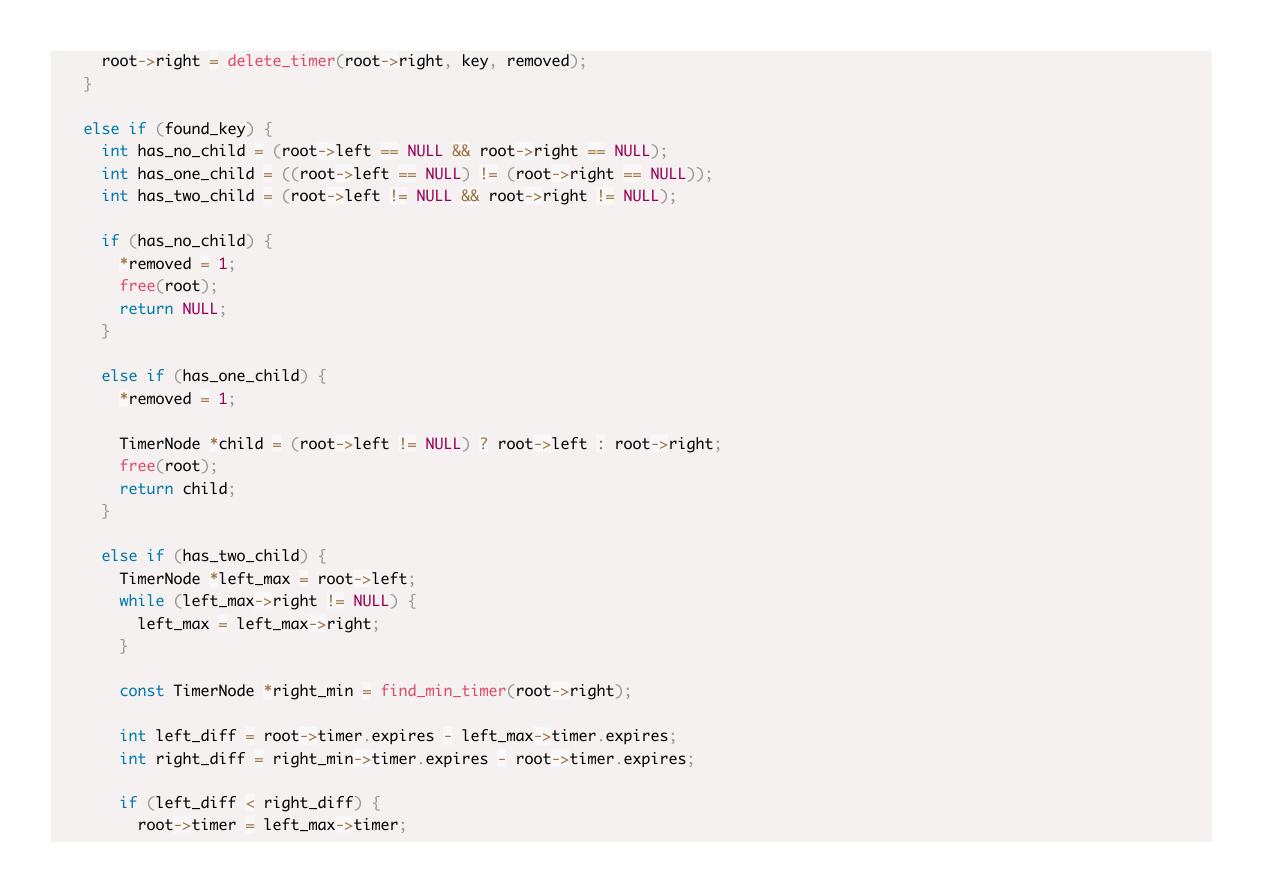 root->right = delete_timer(root->right, key, removed);
}
else if (found_key) {
int has_no_child = (root->left == NULL && root->right == NULL);
int has_one_child = ((root->left == NULL) != (root->right == NULL));
int has_two_child = (root->left != NULL && root->right != NULL);
if (has_no_child) {
*removed = 1;
free(root);
return NULL;
}
else if (has_one_child) {
*removed = 1;
TimerNode *child = (root->left != NULL) ? root->left : root->right;
free(root);
return child;
}
else if (has_two_child) {
TimerNode *left_max = root->left;
while (left_max->right != NULL) {
left_max = left_max->right;
}
const TimerNode *right_min = find_min_timer(root->right);
int left_diff = root->timer.expires - left_max->timer.expires;
int right_diff = right_min->timer.expires - root->timer.expires;
if (left_diff < right_diff) {
root->timer = left_max->timer;